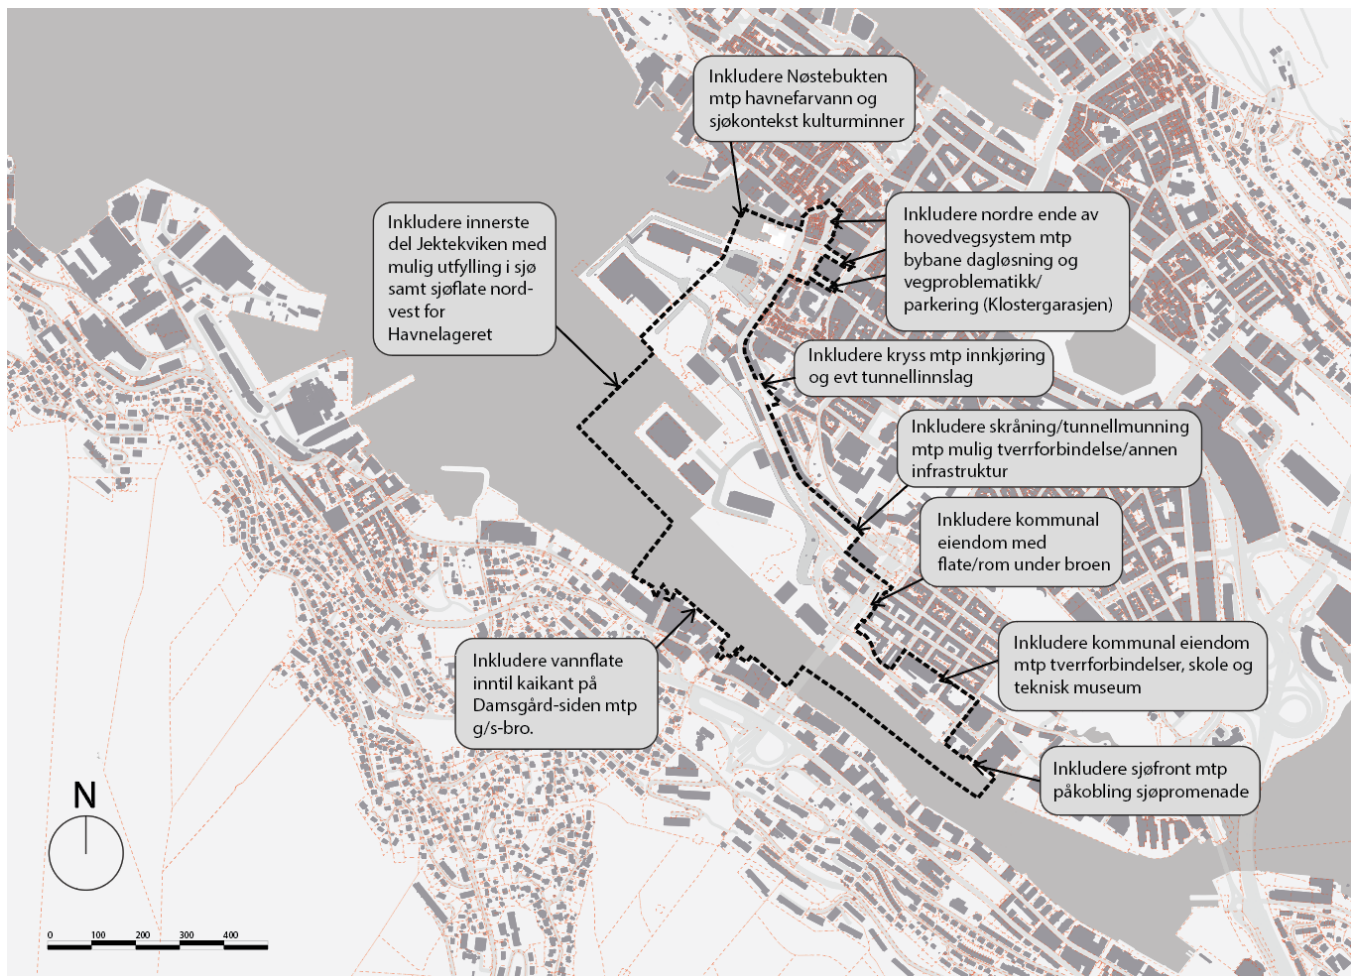 Inkludere Nøstebukten
mtp havnefarvann og
sjøkontekst kulturminner
Inkludere innerste
del Jektekviken med
mulig utfylling i sjø
samt sjøflate nord-
vest for
Havnelageret
Inkludere nordre ende av
hovedvegsystem mtp
bybane dagløsning og
vegproblematikk/
parkering (Klostergarasjen)
Inkludere kryss mtp innkjøring
og evt tunnellinnslag
Inkludere skråning/tunnellmunning
mtp mulig tverrforbindelse/annen
infrastruktur
Inkludere kommunal
eiendom med
flate/rom under broen
Inkludere kommunal eiendom
mtp tverrforbindelser, skole og
teknisk museum
Inkludere vannflate
inntil kaikant på
Damsgård-siden mtp
g/s-bro.
Inkludere sjøfront mtp
påkobling sjøpromenade
N
0 100 200 300 400